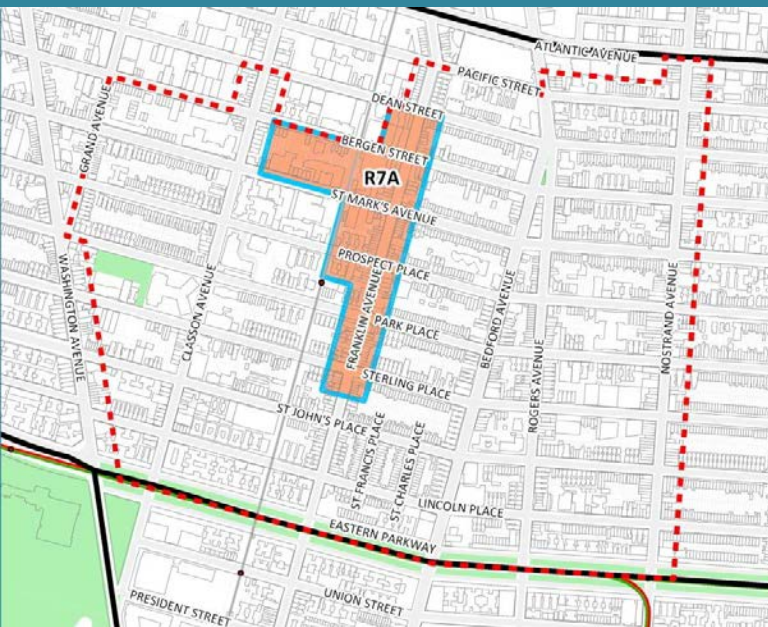 ATLANTIC AVENUE
PACIFIC STREET
DEAN STREET
GRAND AVENUE
BERGEN STREET
R7A
ST MARK'S AVENUE
PROSPECT PLACE
WASHINGTON AVENUE
CLASSON AVENUE
FRANKLIN AVENUE
BEDFORD AVENUE
NOSTRAND AVENUE
PARK PLACE
ROGERS AVENUE
STERLING PLACE
ST JOHN'S PLACE
ST FRANCIS PLACE
ST CHARLES PLACE
LINCOLN PLACE
EASTERN PARKWAY
UNION STREET
PRESIDENT STREET